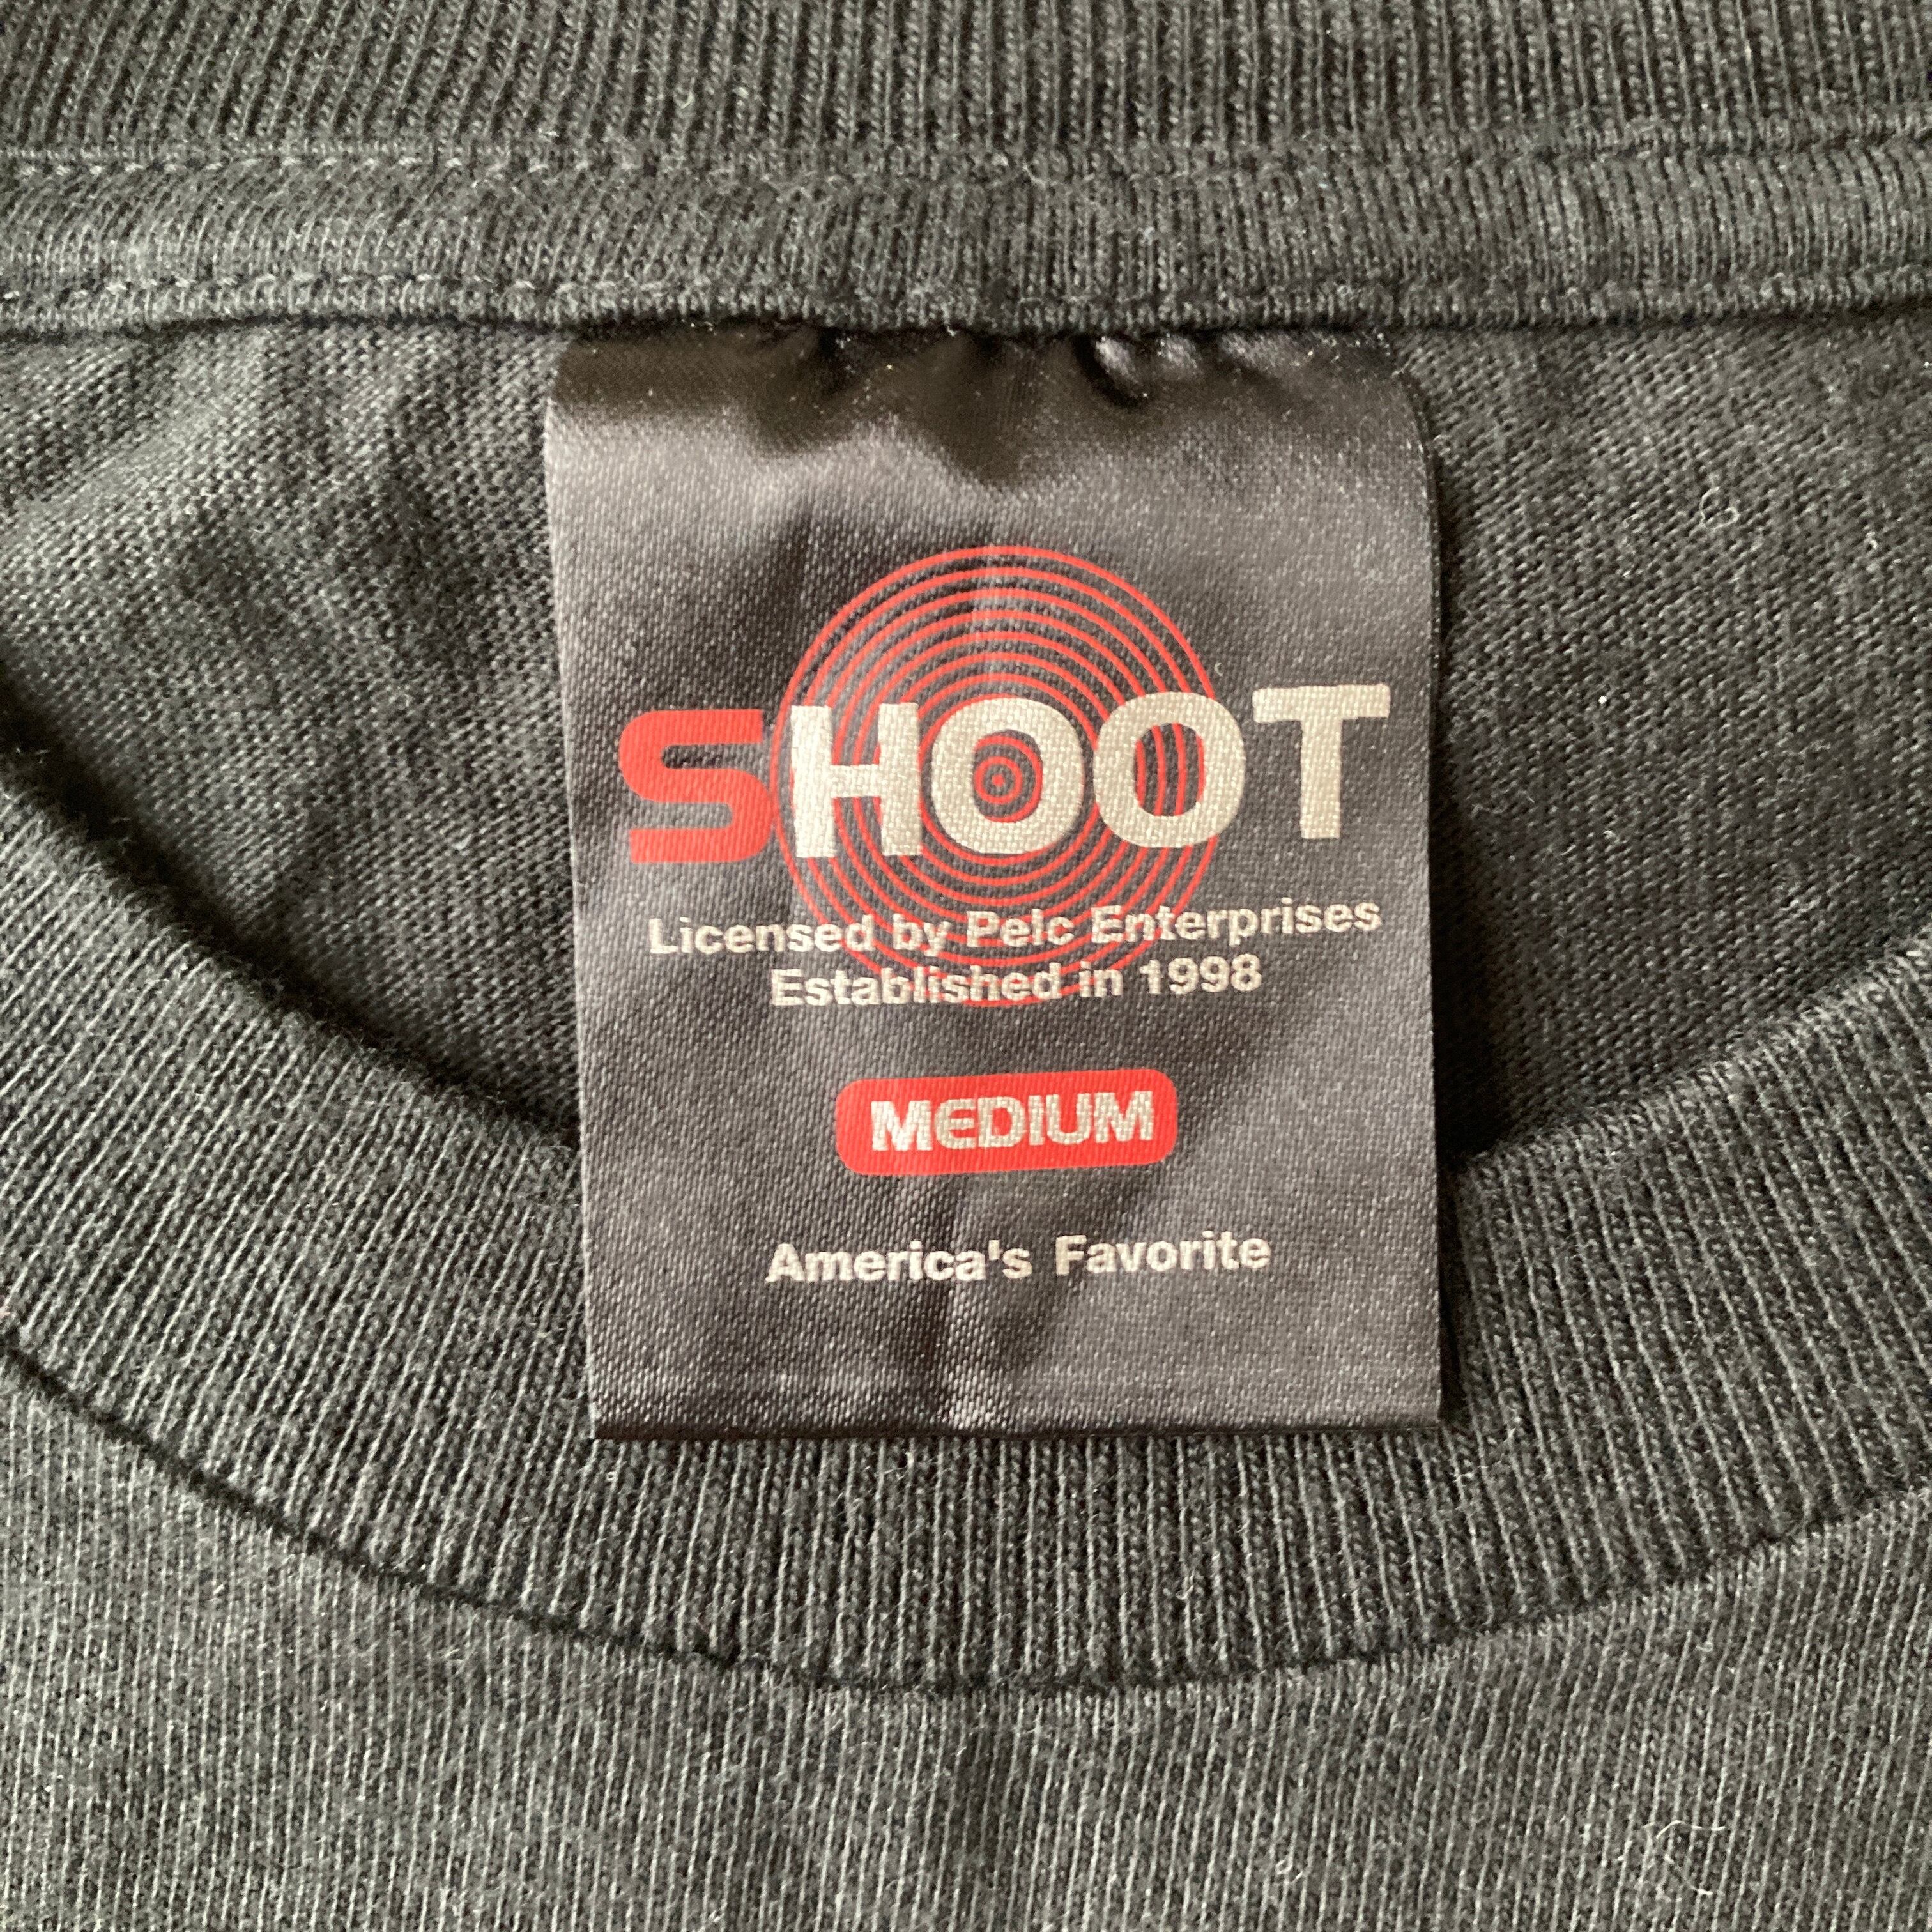 SHOOT
Licensed by Pelc Enterprises
Established in 1998
MEDIUM
America's Favorite